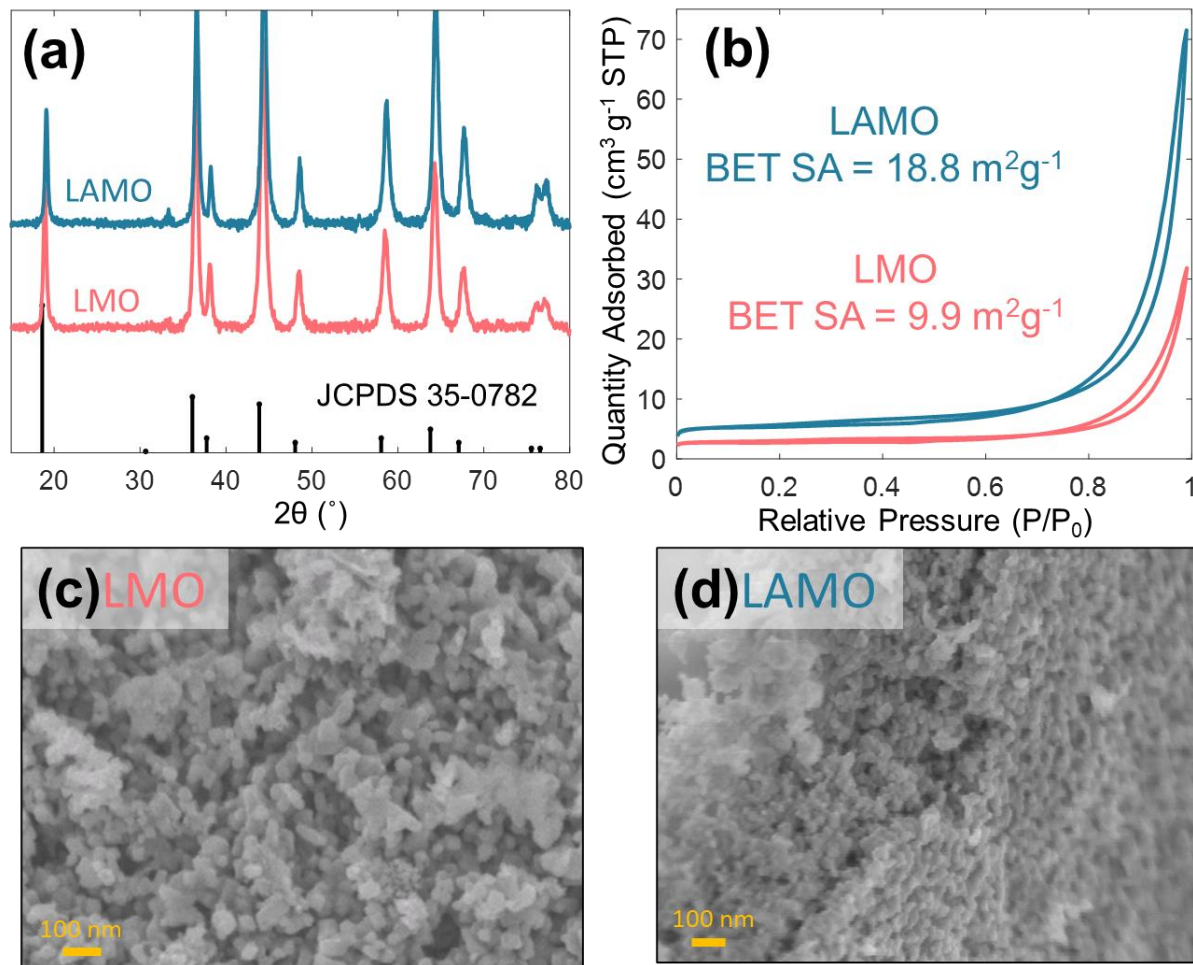 (a)
LAMO
LMO
JCPDS 35-0782
20 30 40 50 60 70 80
2θ (˚)
(b)
70
60
50
40
30
20
10
0
Quantity Adsorbed (cm³ g⁻¹ STP)
LAMO
BET SA = 18.8 m²g⁻¹
LMO
BET SA = 9.9 m²g⁻¹
0 0.2 0.4 0.6 0.8 1
Relative Pressure (P/P₀)
(c) LMO
100 nm
(d) LAMO
100 nm